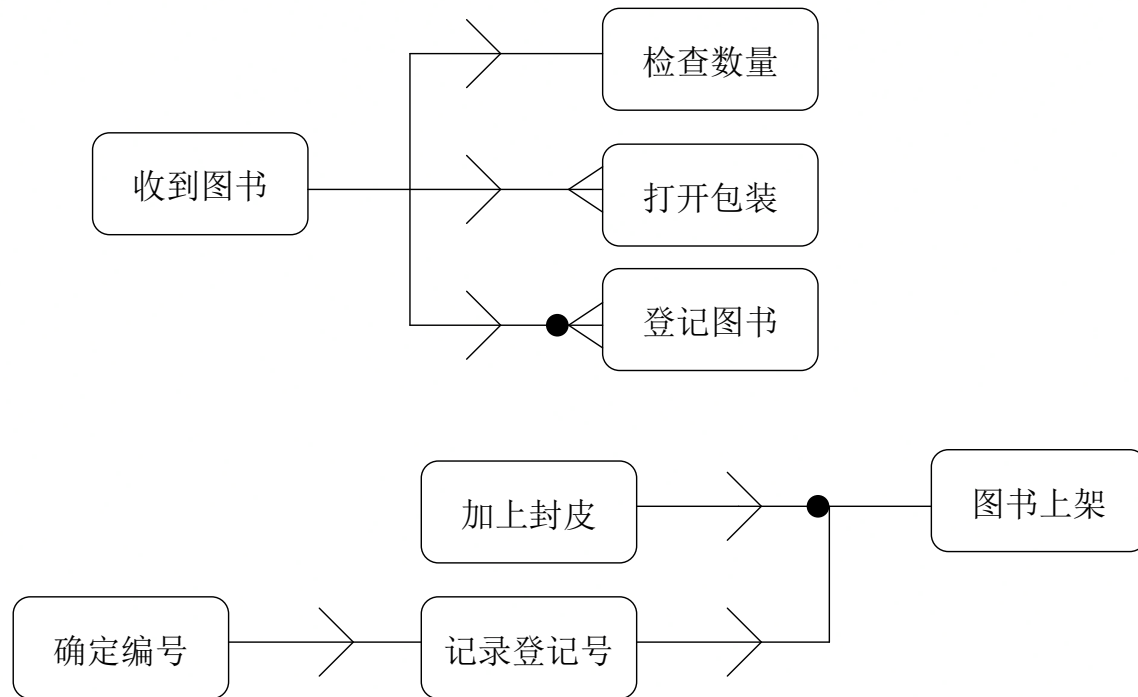 检查数量
收到图书
打开包装
登记图书
加上封皮
图书上架
确定编号
记录登记号